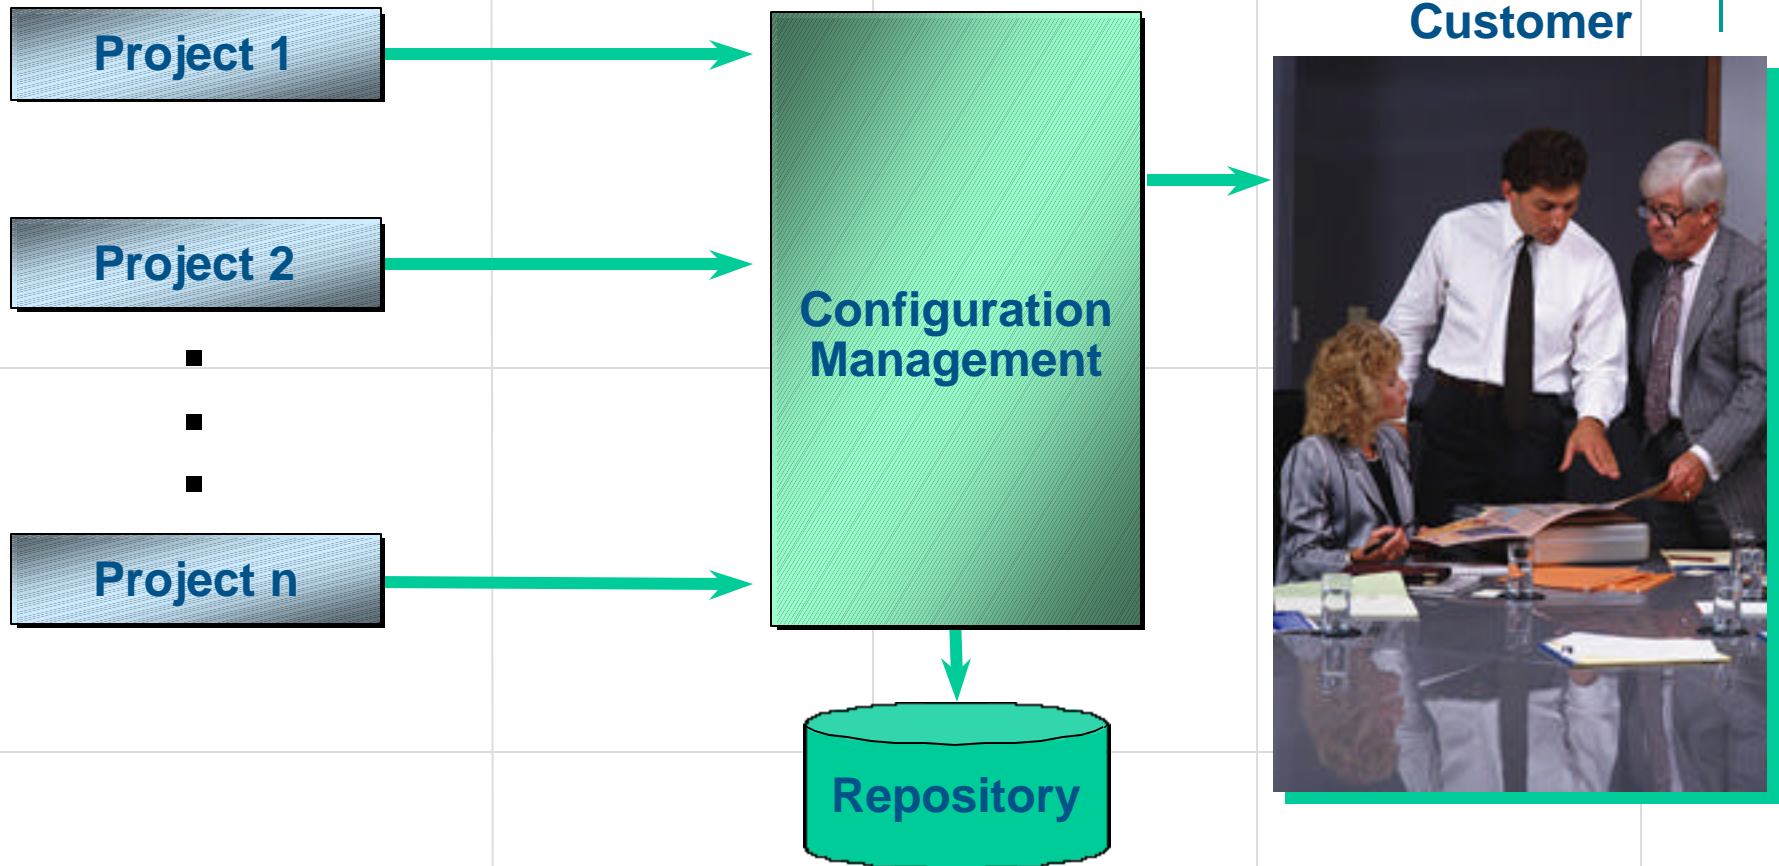 Project 1
Customer
Project 2
Configuration
Management
Project n
Repository